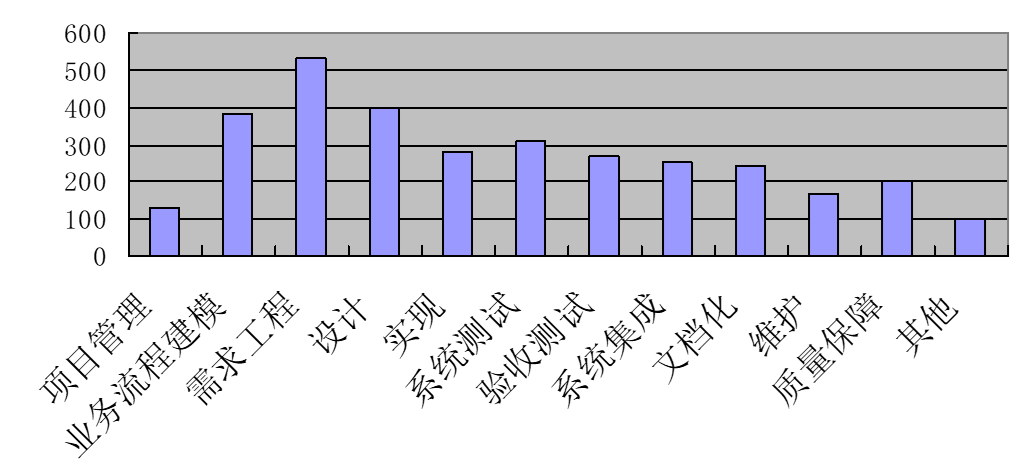 600
500
400
300
200
100
0
项目管理
业务流程建模
需求工程
设计
实现
系统测试
验收测试
系统集成
文档化
维护
质量保障
其他